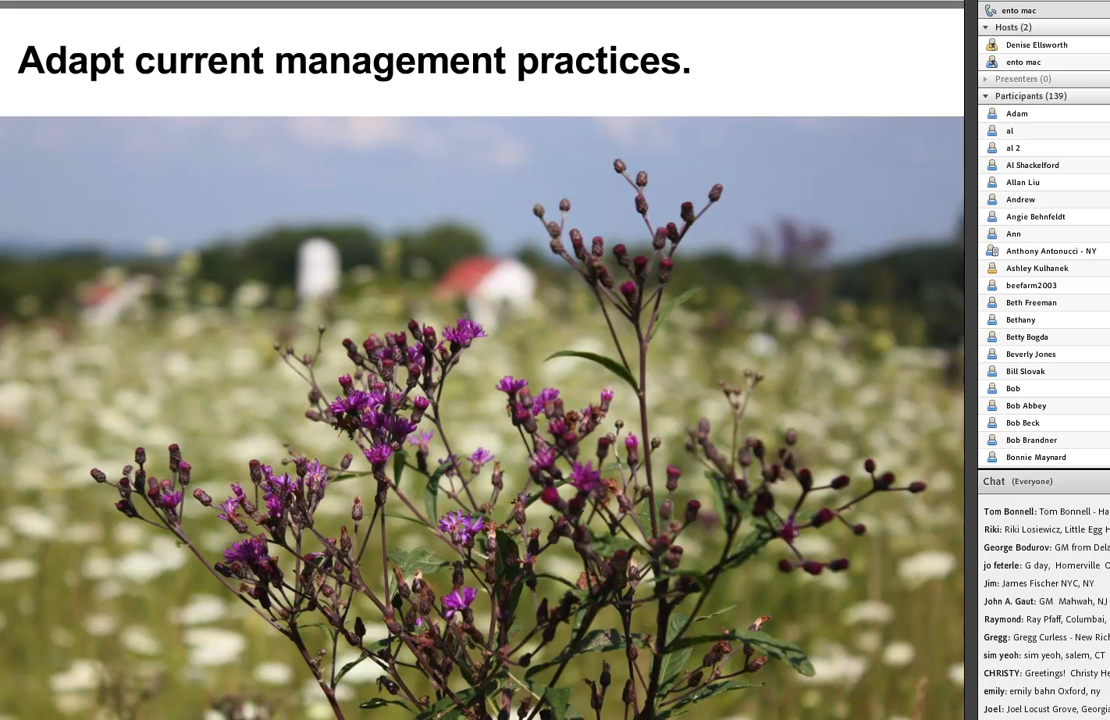 Adapt current management practices.
ento mac
Hosts (2)
Denise Ellsworth
ento mac
Presenters (0)
Participants (139)
Adam
al
al 2
Al Shackelford
Allan Liu
Andrew
Angie Behnfeldt
Ann
Anthony Antonucci - NY
Ashley Kulhanek
beefarm2003
Beth Freeman
Bethany
Betty Bogda
Beverly Jones
Bill Slovak
Bob
Bob Abbey
Bob Beck
Bob Brandner
Bonnie Maynard
Chat (Everyone)
Tom Bonnell: Tom Bonnell - Ha
Riki: Riki Losiewicz, Little Egg H
George Bodurov: GM from Dela
jo feterle: G day, Homerville O
Jim: James Fischer NYC, NY
John A. Gaut: GM Mahwah, NJ
Raymond: Ray Pfaff, Columbai,
Gregg: Gregg Curless - New Rich
sim yeoh: sim yeoh, salem, CT
CHRISTY: Greetings! Christy He
emily: emily bahn Oxford, ny
Joel: Joel Locust Grove, Georgia